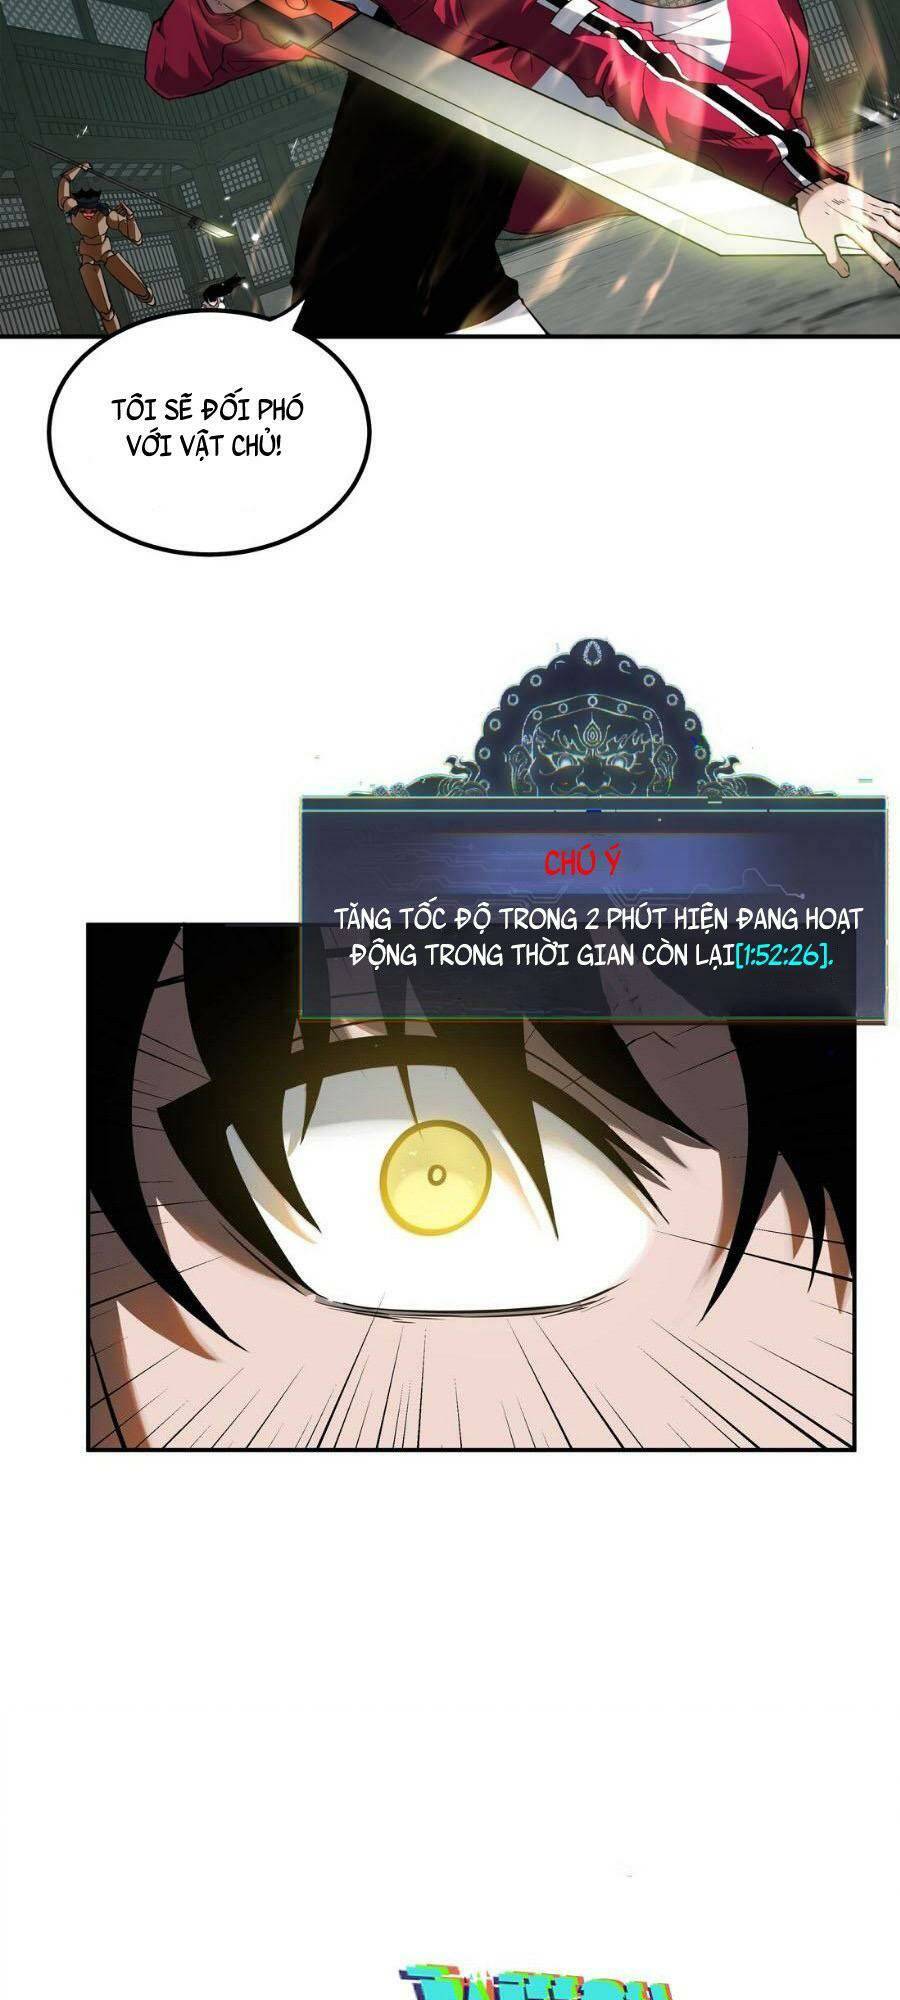 TÔI SẼ ĐỐI PHÓ
VỚI VẬT CHỦ!
CHÚ Ý
TĂNG TỐC ĐỘ TRONG 2 PHÚT HIỆN ĐANG HOẠT
ĐỘNG TRONG THỜI GIAN CÒN LẠI[1:52:26].